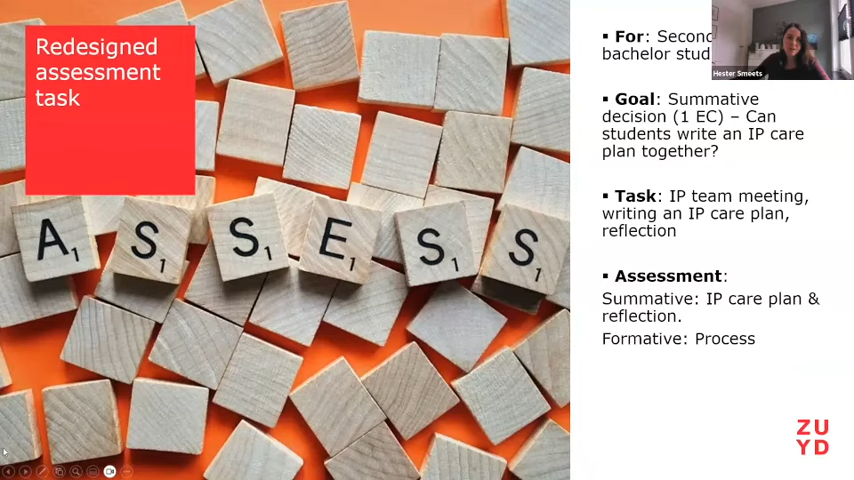 Redesigned
assessment
task
A1 S1 S1 E1 S1 S1
▪ For:
bachelor
▪ Goal: Summative
decision (1 EC) – Can
students write an IP care
plan together?
▪ Task: IP team meeting,
writing an IP care plan,
reflection
▪ Assessment:
Summative: IP care plan &
reflection.
Formative: Process
Hester Smeets
ZU
YD